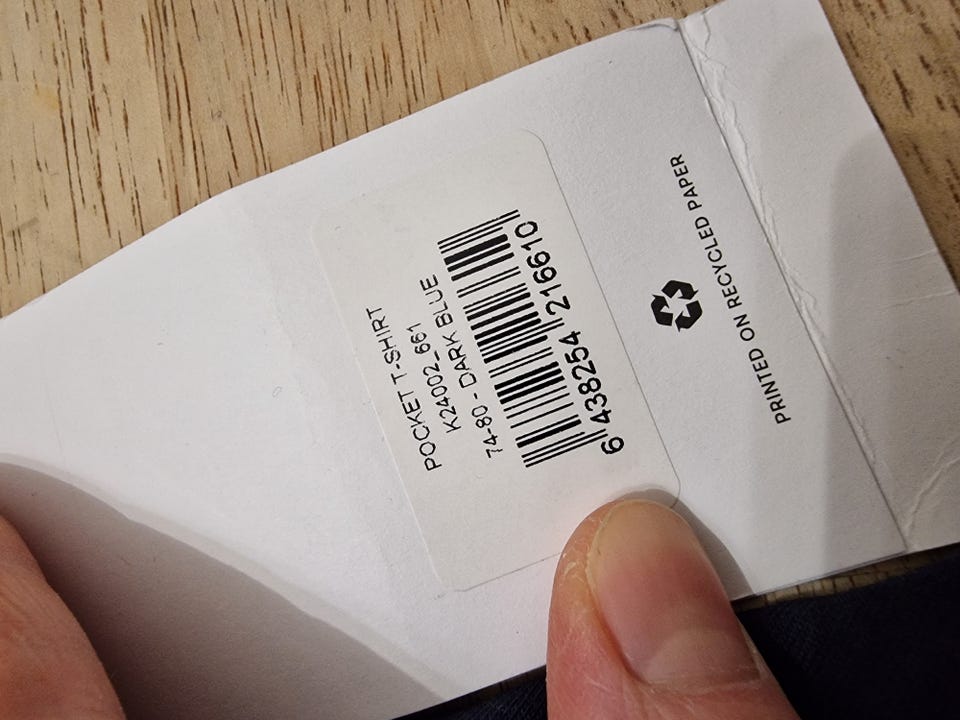 POCKET T-SHIRT
K24002_661
74-80 - DARK BLUE
6 438254 216610
PRINTED ON RECYCLED PAPER